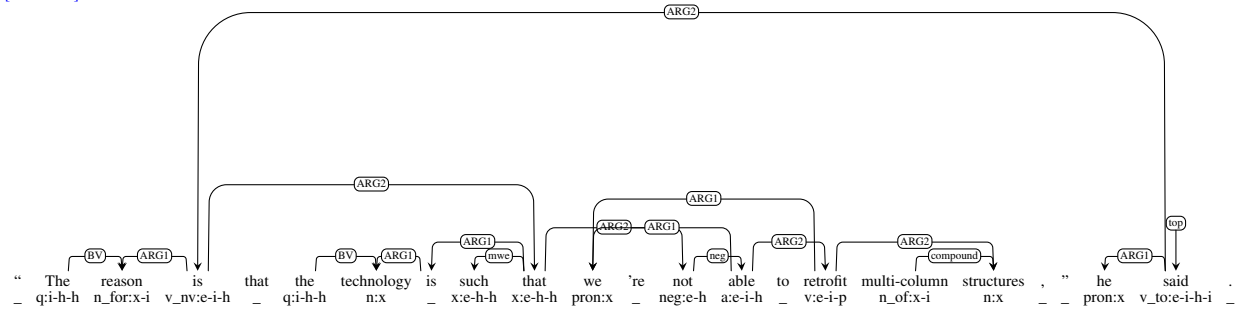 ARG2
top
ARG2
ARG1
ARG2 ARG1
BV ARG1 BV ARG1 ARG1 mwe neg ARG2 ARG2 compound ARG1
“ The reason is that the technology is such that we 're not able to retrofit multi-column structures , ” he said .
_ q:i-h-h n_for:x-i v_nv:e-i-h _ q:i-h-h n:x _ x:e-h-h x:e-h-h pron:x _ neg:e-h a:e-i-h _ v:e-i-p n_of:x-i n:x _ _ pron:x v_to:e-i-h-i _